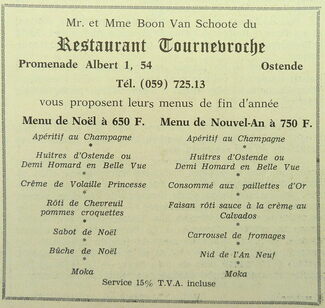 Mr. et Mme Boon Van Schoote du
Restaurant Tournebroche
Promenade Albert 1, 54 Ostende
Tél. (059) 725.13
vous proposent leurs menus de fin d'année
Menu de Noël à 650 F.
Apéritif au Champagne
*
Huîtres d'Ostende ou
Demi Homard en Belle Vue
*
Crême de Volaille Princesse
*
Rôti de Chevreuil
pommes croquettes
*
Sabot de Noël
*
Bûche de Noël
*
Moka
Menu de Nouvel-An à 750 F.
Apéritif au Champagne
*
Huîtres d'Ostende ou
Demi Homard en Belle Vue
*
Consommé aux paillettes d'Or
*
Faisan rôti sauce à la crême au
Calvados
*
Carrousel de fromages
*
Nid de l'An Neuf
*
Moka
Service 15% T.V.A. incluse